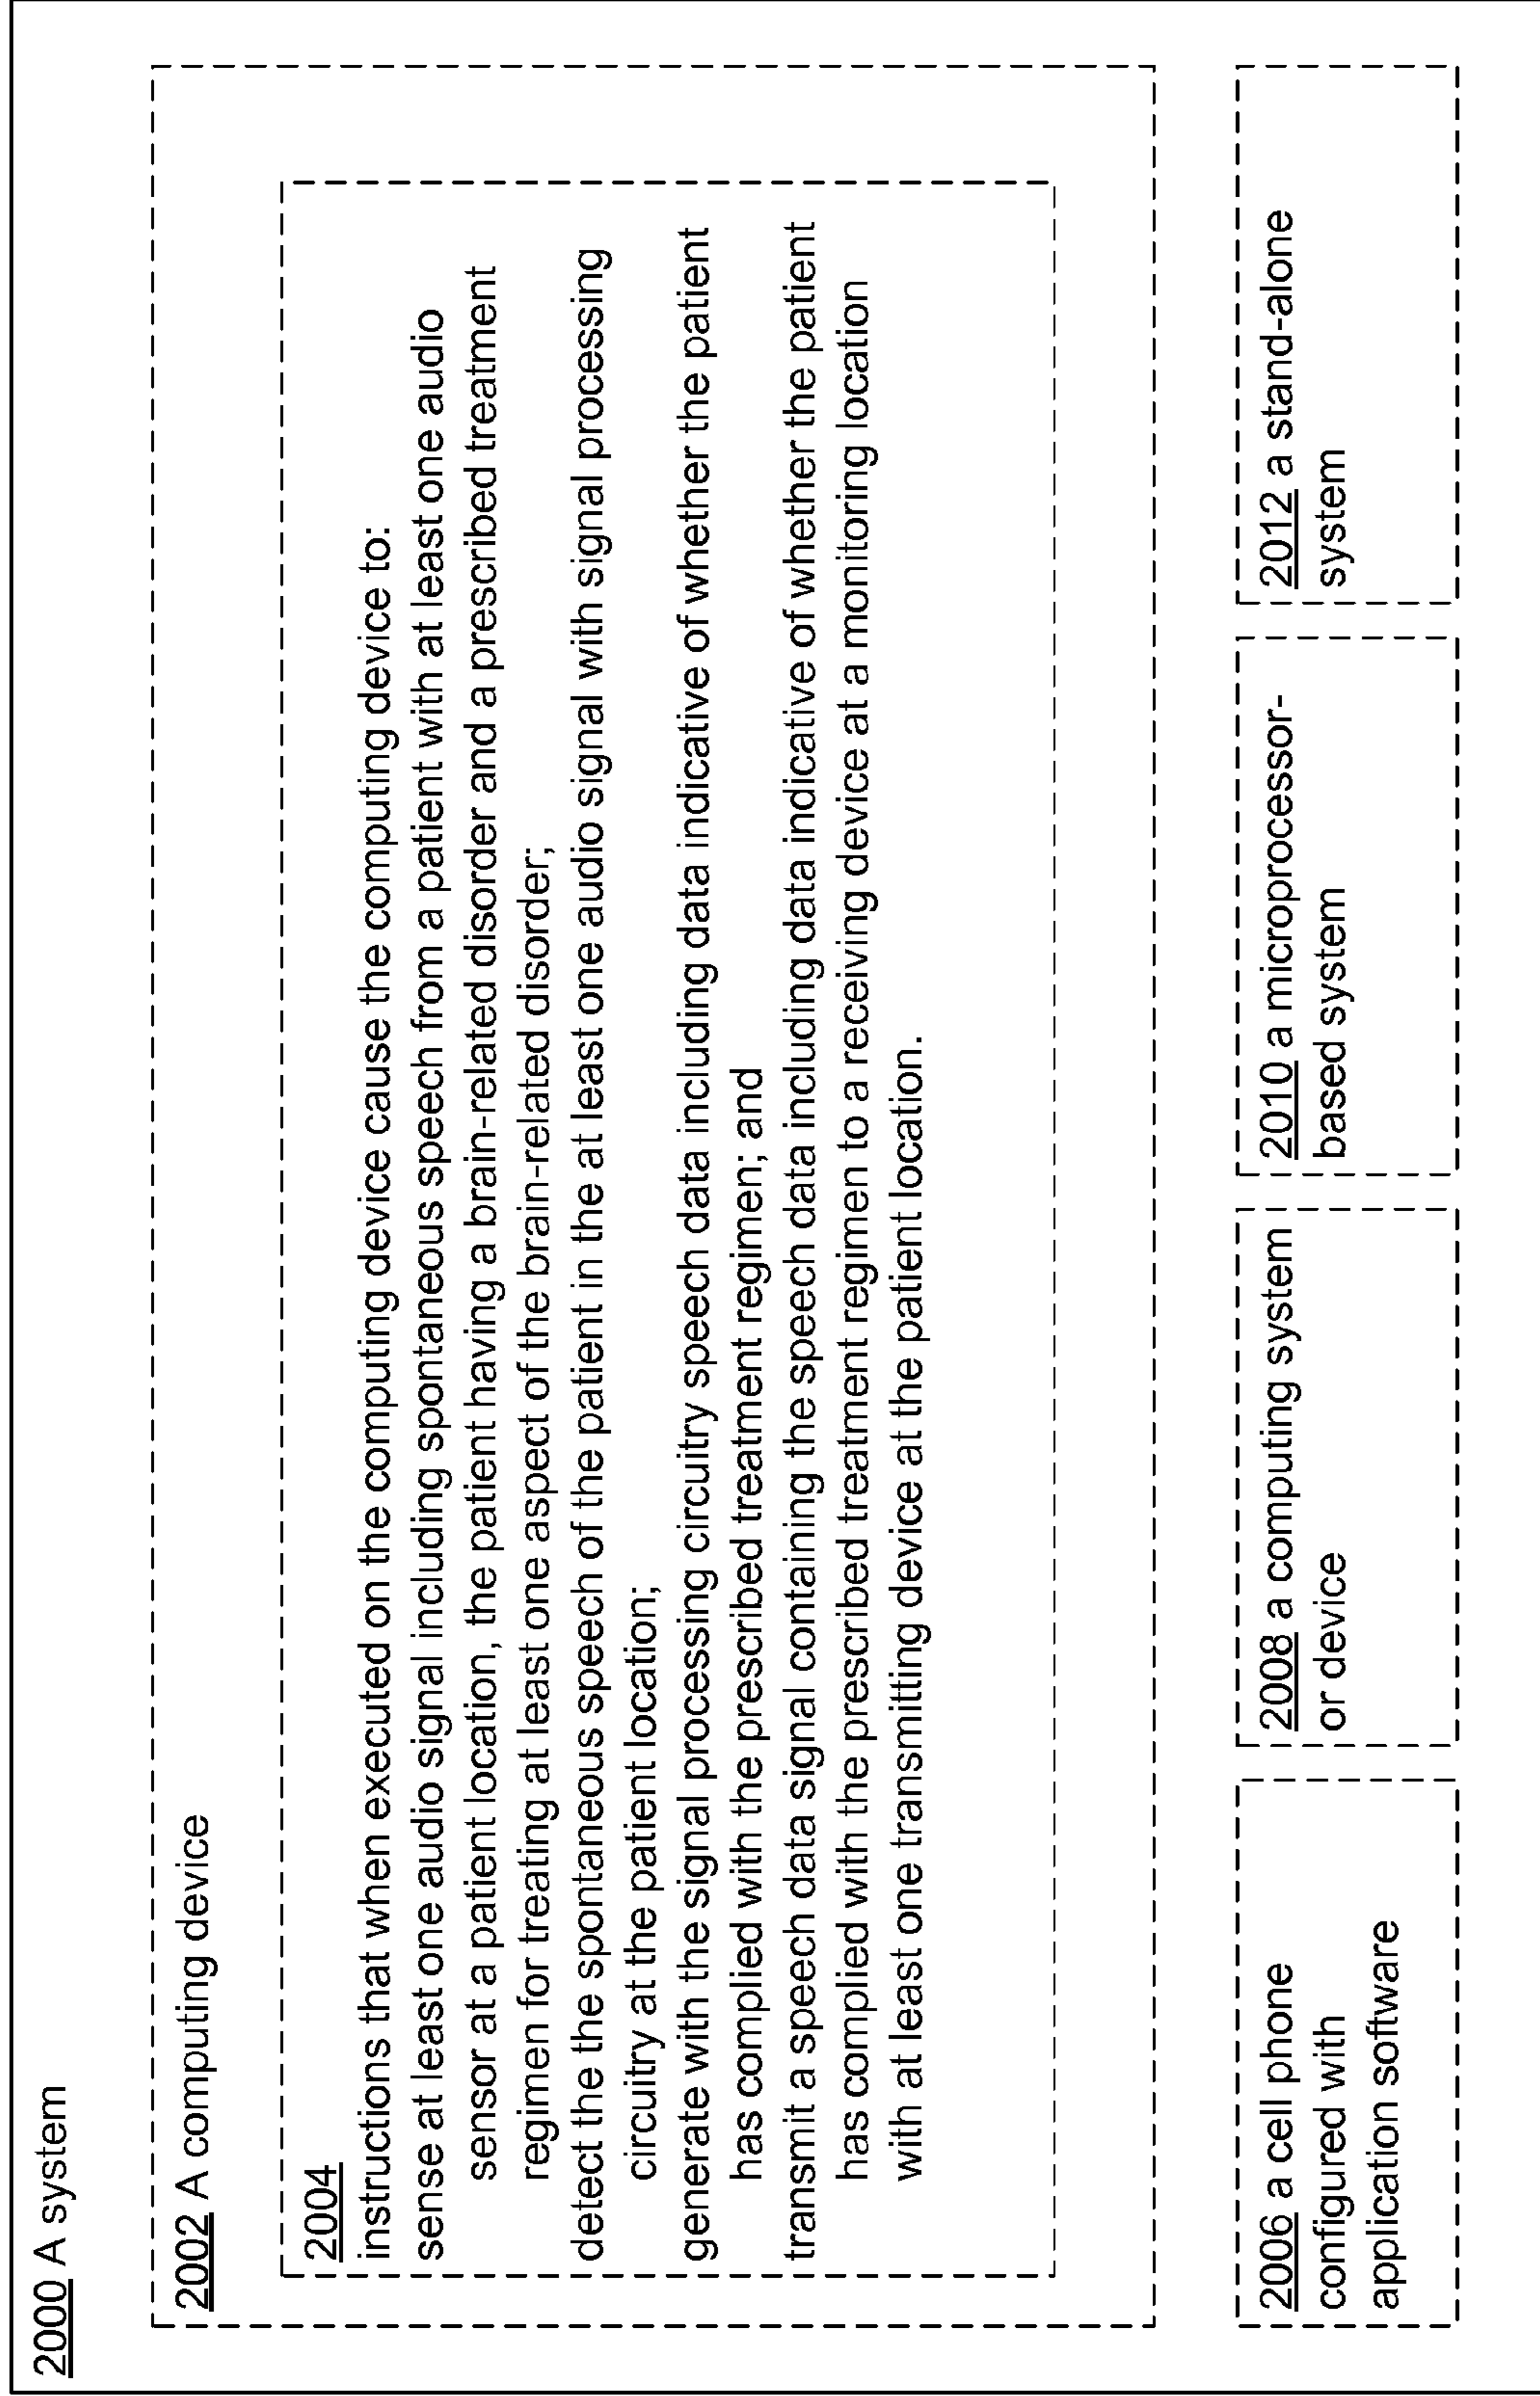 2000 A system
2002 A computing device
2004
instructions that when executed on the computing device cause the computing device to:
sense at least one audio signal including spontaneous speech from a patient with at least one audio
sensor at a patient location, the patient having a brain-related disorder and a prescribed treatment
regimen for treating at least one aspect of the brain-related disorder;
detect the the spontaneous speech of the patient in the at least one audio signal with signal processing
circuitry at the patient location;
generate with the signal processing circuitry speech data including data indicative of whether the patient
has complied with the prescribed treatment regimen; and
transmit a speech data signal containing the speech data including data indicative of whether the patient
has complied with the prescribed treatment regimen to a receiving device at a monitoring location
with at least one transmitting device at the patient location.
2006 a cell phone
configured with
application software
2008 a computing system
or device
2010 a microprocessor-
based system
2012 a stand-alone
system